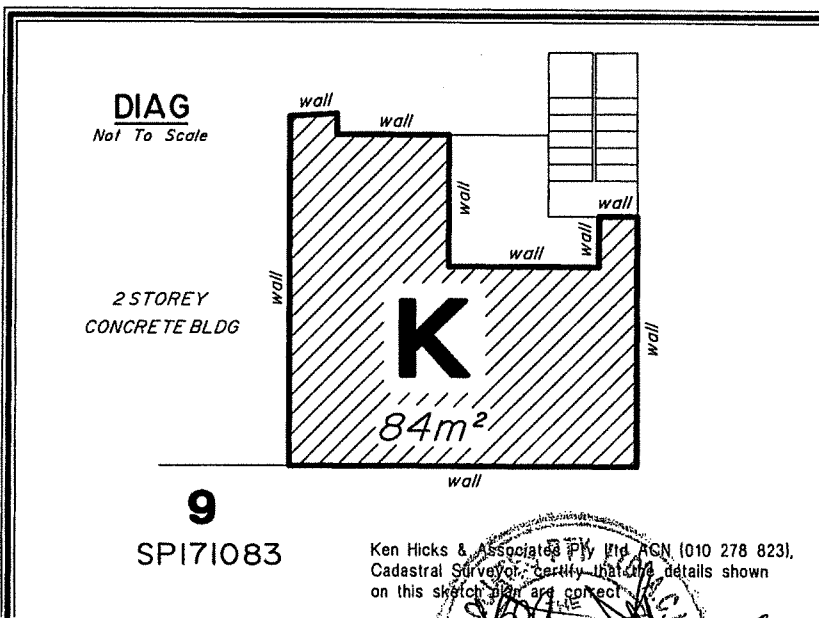 DIAG
Not To Scale
wall
wall
wall
wall
wall
wall
wall
wall
wall
2 STOREY
CONCRETE BLDG
K
84m²
9
SP171083
Ken Hicks & Associates Pty Ltd ACN (010 278 823),
Cadastral Surveyor, certify that the details shown
on this sketch plan are correct
THE